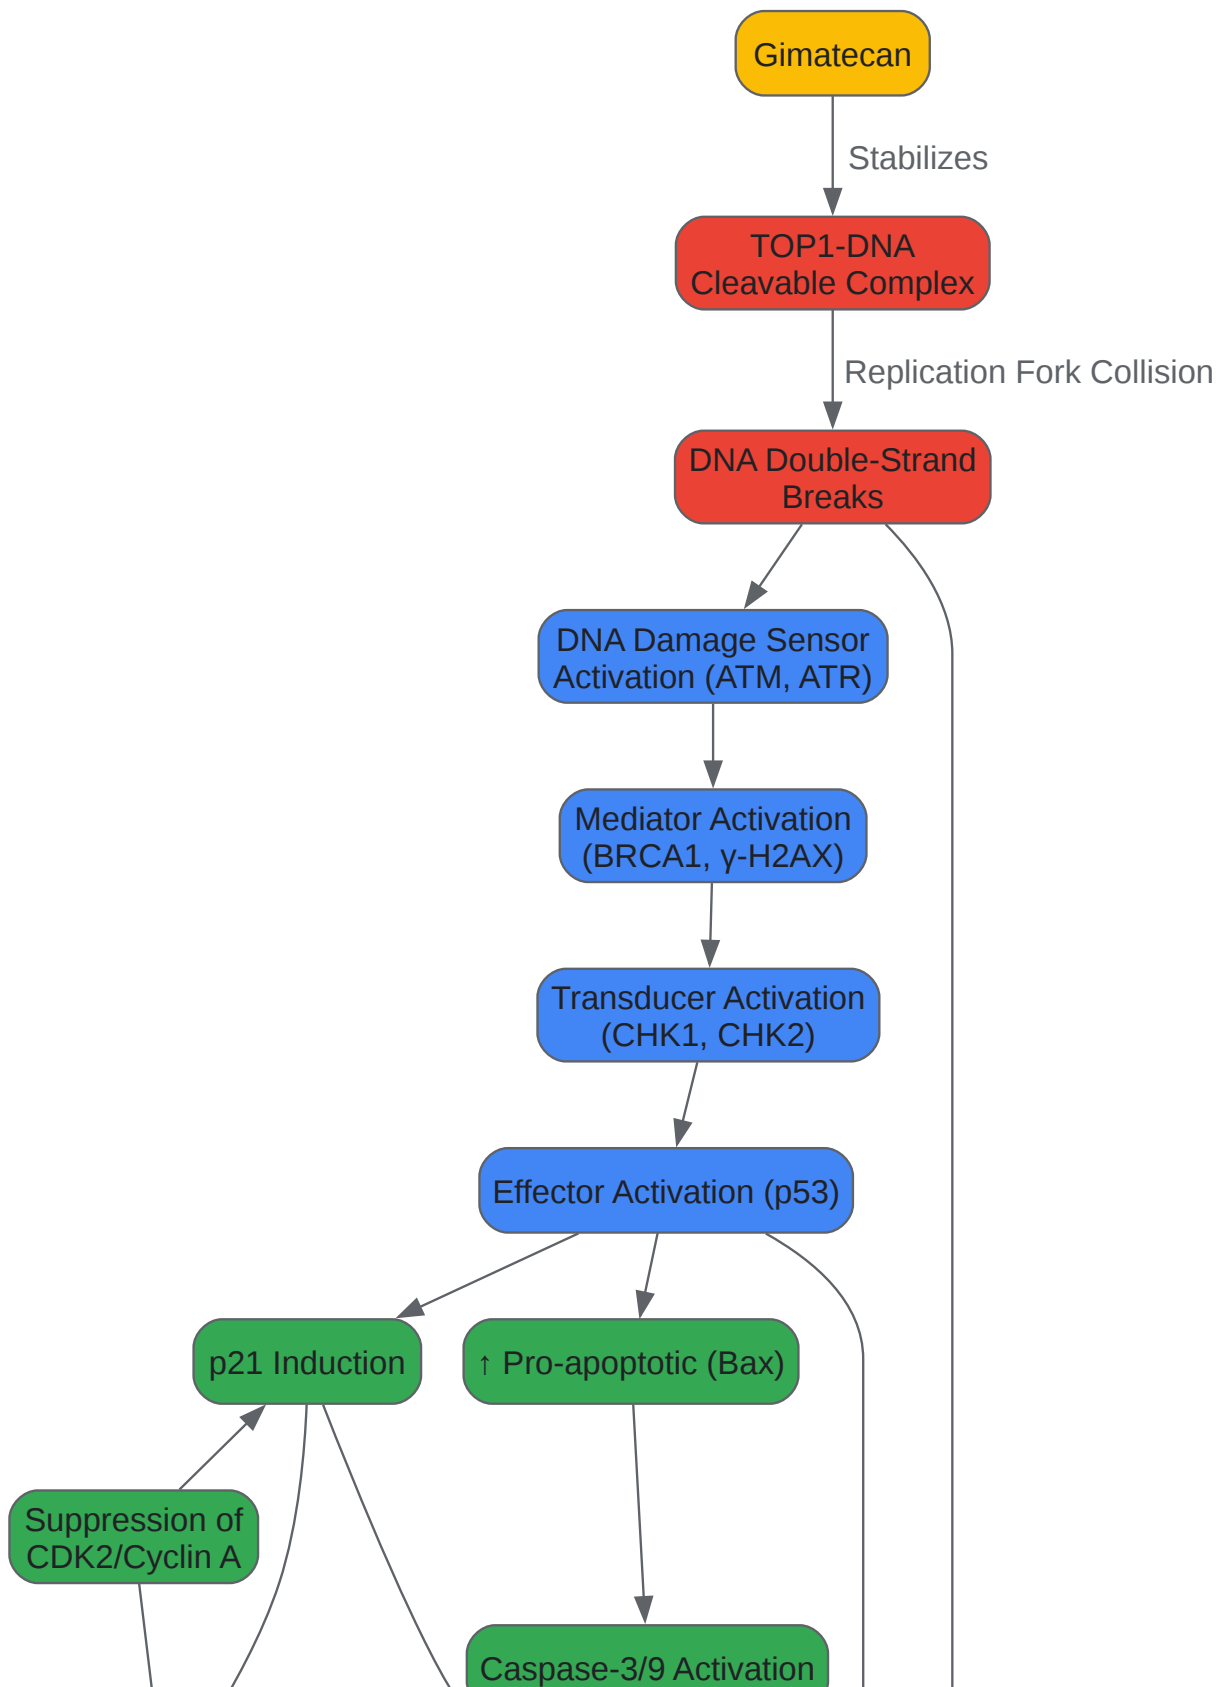 Gimatecan
Stabilizes
TOP1-DNA
Cleavable Complex
Replication Fork Collision
DNA Double-Strand
Breaks
DNA Damage Sensor
Activation (ATM, ATR)
Mediator Activation
(BRCA1, γ-H2AX)
Transducer Activation
(CHK1, CHK2)
Effector Activation (p53)
p21 Induction
↑ Pro-apoptotic (Bax)
Suppression of
CDK2/Cyclin A
Caspase-3/9 Activation